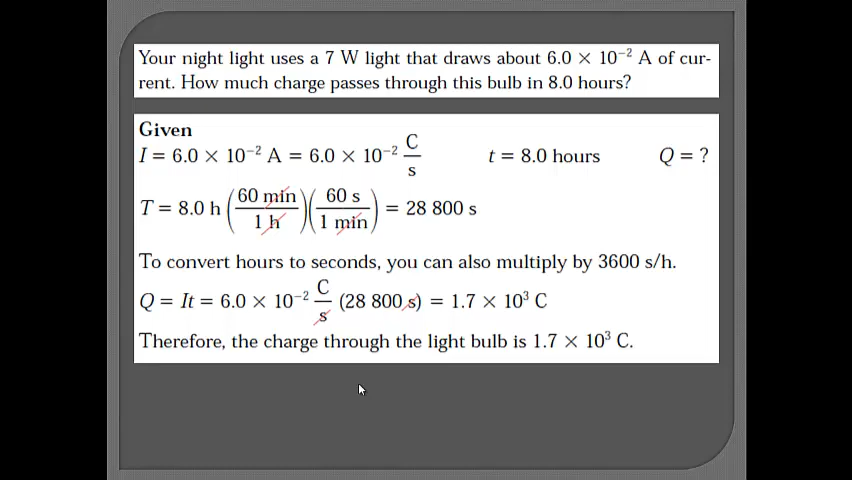 Your night light uses a 7 W light that draws about 6.0 × 10⁻² A of cur-
rent. How much charge passes through this bulb in 8.0 hours?
Given
I = 6.0 × 10⁻² A = 6.0 × 10⁻² C/s t = 8.0 hours Q = ?
T = 8.0 h (60 min/1 h)(60 s/1 min) = 28 800 s
To convert hours to seconds, you can also multiply by 3600 s/h.
Q = It = 6.0 × 10⁻² C/s (28 800 s) = 1.7 × 10³ C
Therefore, the charge through the light bulb is 1.7 × 10³ C.